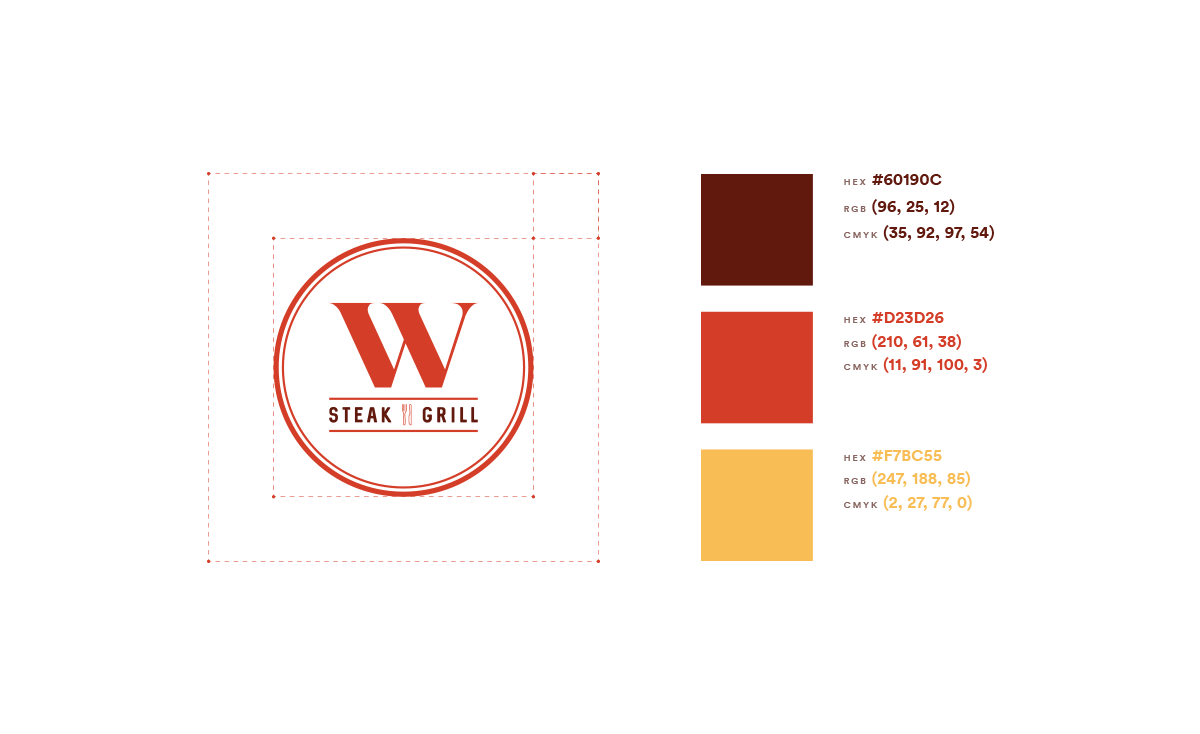 W
STEAK GRILL
HEX #60190C
RGB (96, 25, 12)
CMYK (35, 92, 97, 54)
HEX #D23D26
RGB (210, 61, 38)
CMYK (11, 91, 100, 3)
HEX #F7BC55
RGB (247, 188, 85)
CMYK (2, 27, 77, 0)